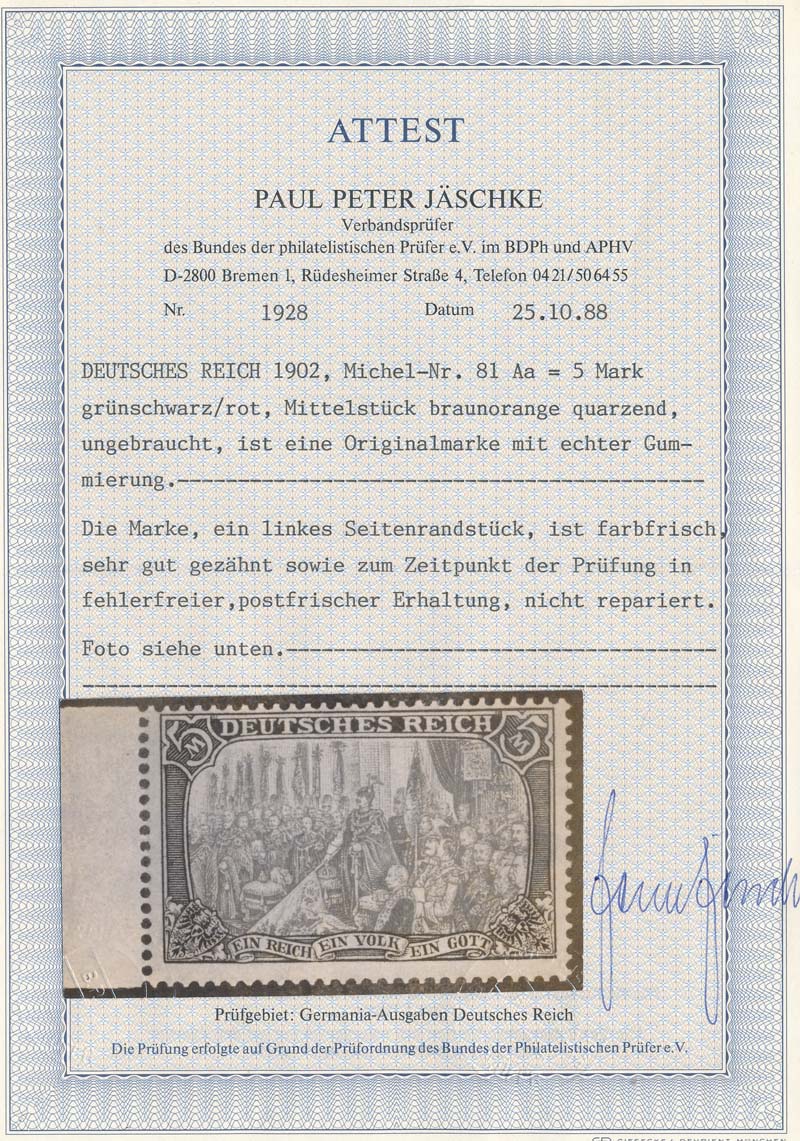 ATTEST
PAUL PETER JÄSCHKE
Verbandsprüfer
des Bundes der philatelistischen Prüfer e.V. im BDPh und APHV
D-2800 Bremen 1, Rüdesheimer Straße 4, Telefon 0421/506455
Nr. 1928 Datum 25.10.88
DEUTSCHES REICH 1902, Michel-Nr. 81 Aa = 5 Mark
grünschwarz/rot, Mittelstück braunorange quarzend,
ungebraucht, ist eine Originalmarke mit echter Gum-
mierung.
Die Marke, ein linkes Seitenrandstück, ist farbfrisch,
sehr gut gezähnt sowie zum Zeitpunkt der Prüfung in
fehlerfreier,postfrischer Erhaltung, nicht repariert.
Foto siehe unten.
5 M DEUTSCHES REICH 5 M
EIN REICH EIN VOLK EIN GOTT
Prüfgebiet: Germania-Ausgaben Deutsches Reich
Die Prüfung erfolgte auf Grund der Prüfordnung des Bundes der Philatelistischen Prüfer e.V.